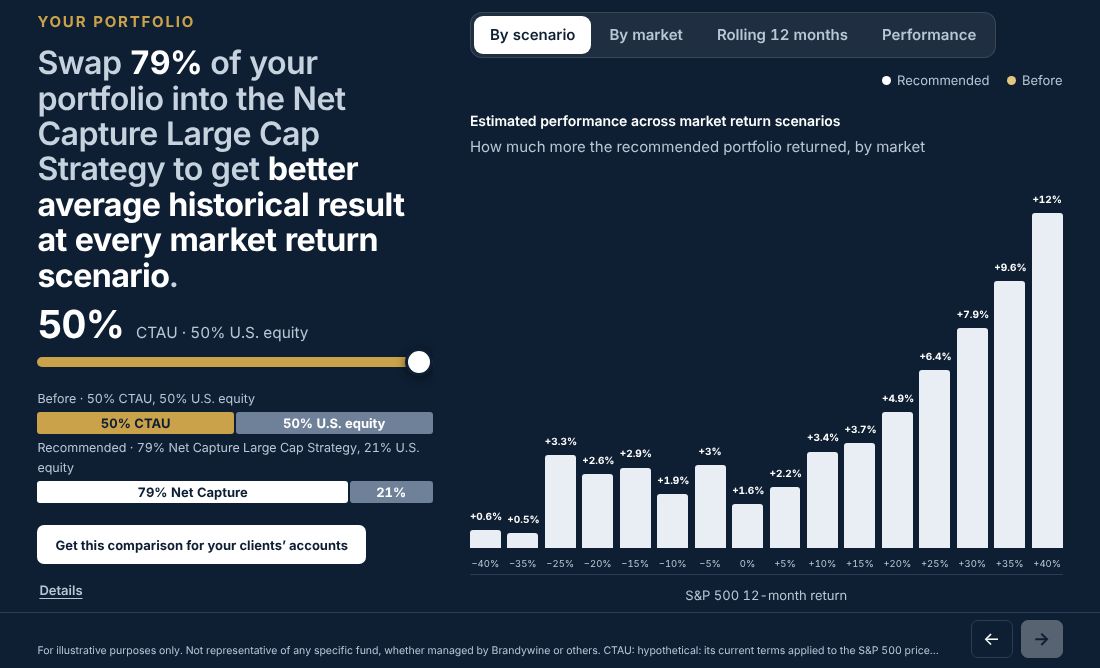 YOUR PORTFOLIO
Swap 79% of your
portfolio into the Net
Capture Large Cap
Strategy to get better
average historical result
at every market return
scenario.
50% CTAU · 50% U.S. equity
Before · 50% CTAU, 50% U.S. equity
50% CTAU 50% U.S. equity
Recommended · 79% Net Capture Large Cap Strategy, 21% U.S.
equity
79% Net Capture 21%
Get this comparison for your clients’ accounts
Details
By scenario By market Rolling 12 months Performance
Recommended Before
Estimated performance across market return scenarios
How much more the recommended portfolio returned, by market
+0.6% +0.5% +3.3% +2.6% +2.9% +1.9% +3% +1.6% +2.2% +3.4% +3.7% +4.9% +6.4% +7.9% +9.6% +12%
−40% −35% −25% −20% −15% −10% −5% 0% +5% +10% +15% +20% +25% +30% +35% +40%
S&P 500 12-month return
For illustrative purposes only. Not representative of any specific fund, whether managed by Brandywine or others. CTAU: hypothetical: its current terms applied to the S&P 500 price...